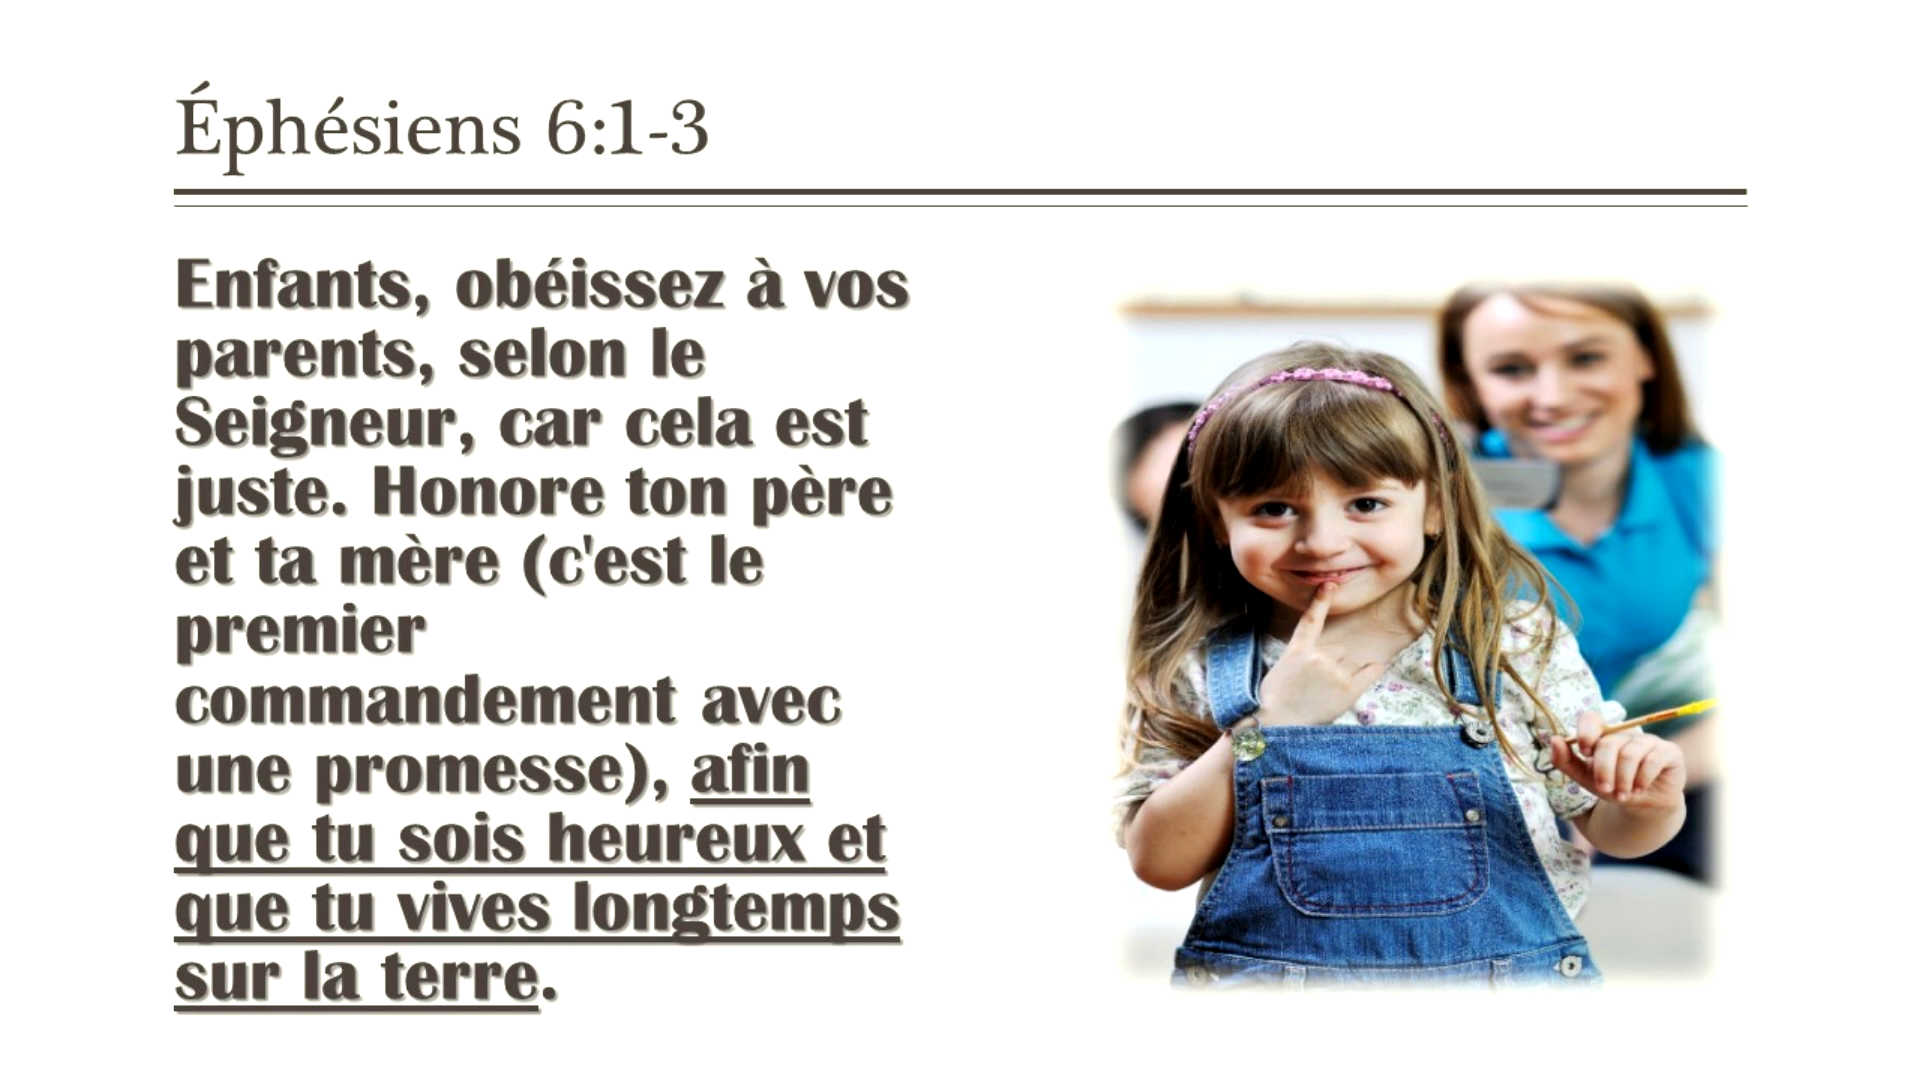 Éphésiens 6:1-3
Enfants, obéissez à vos
parents, selon le
Seigneur, car cela est
juste. Honore ton père
et ta mère (c'est le
premier
commandement avec
une promesse), afin
que tu sois heureux et
que tu vives longtemps
sur la terre.